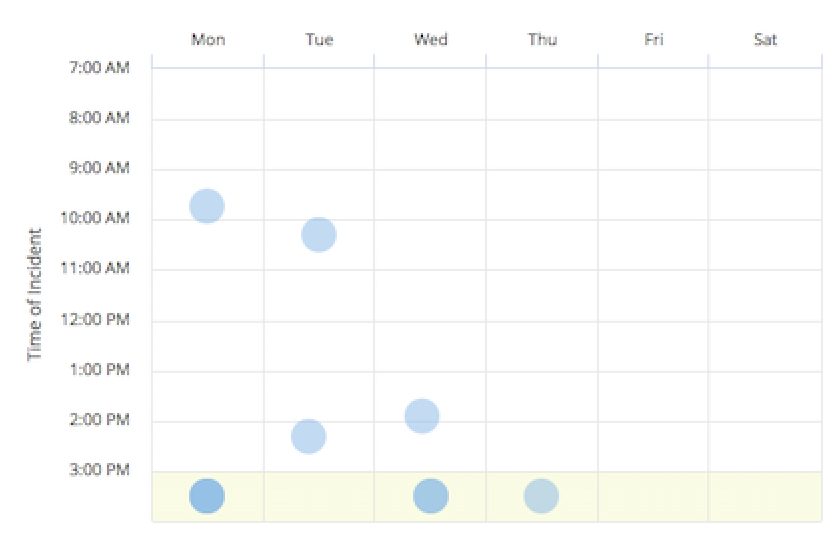 Mon Tue Wed Thu Fri Sat
7:00 AM
8:00 AM
9:00 AM
10:00 AM
11:00 AM
12:00 PM
1:00 PM
2:00 PM
3:00 PM
Time of Incident